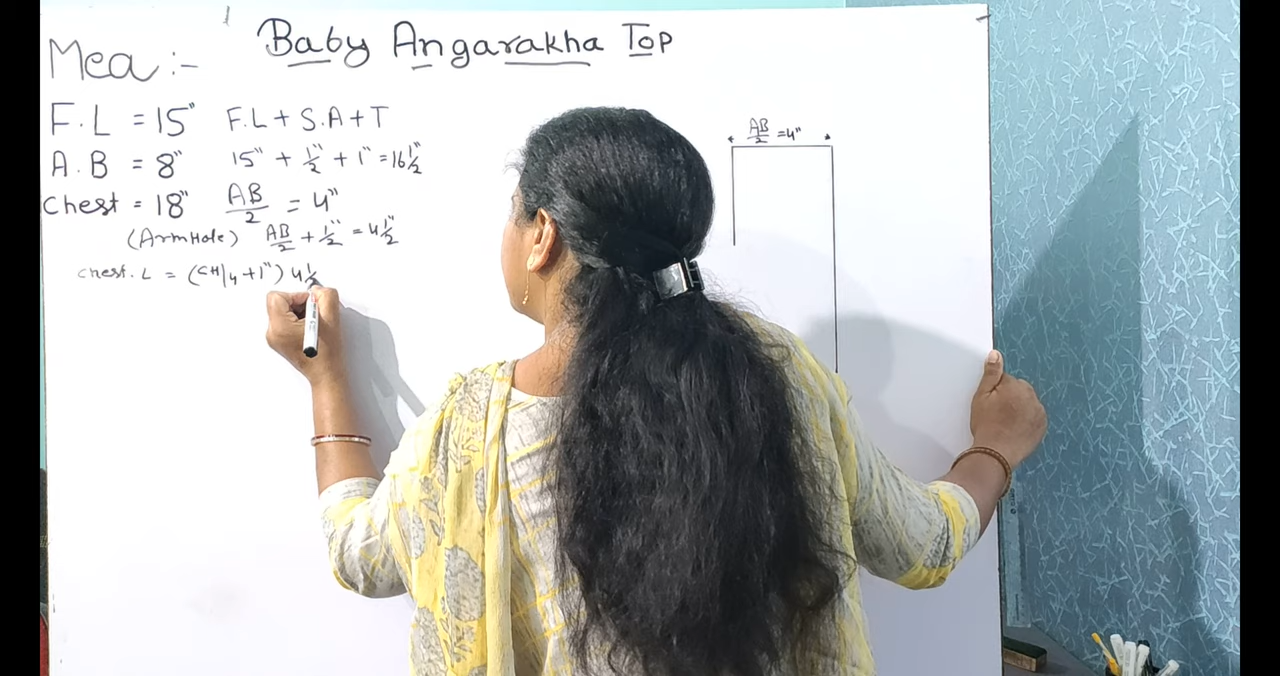 Baby Angarakha Top
Mea :-
F.L = 15" F.L + S.A + T
A.B = 8" 15" + 1/2" + 1" = 16 1/2"
Chest = 18" AB/2 = 4"
(ArmHole) AB/2 + 1/2" = 4 1/2"
Chest. L = (CH/4 + 1") 4 1/2
AB/2 = 4"